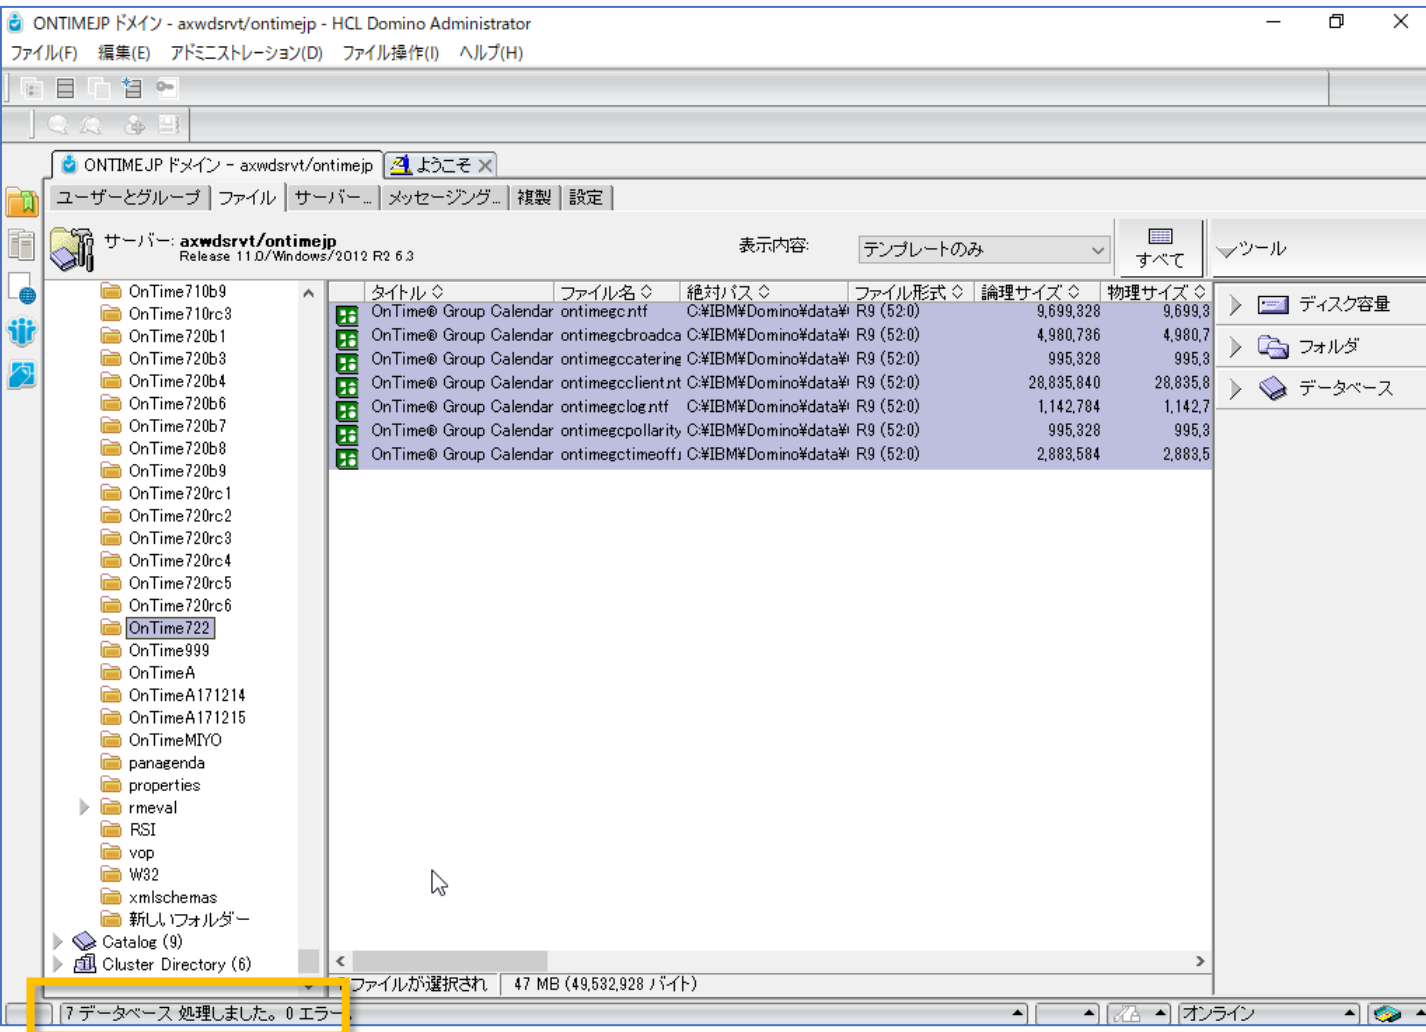 ONTIMEJP ドメイン - axwdsrvt/ontimejp - HCL Domino Administrator
ファイル(F) 編集(E) アドミニストレーション(D) ファイル操作(I) ヘルプ(H)
ONTIMEJP ドメイン - axwdsrvt/ontimejp ようこそ
ユーザーとグループ ファイル サーバー... メッセージング... 複製 設定
サーバー: axwdsrvt/ontimejp
Release 11.0/Windows/2012 R2 6.3
表示内容: テンプレートのみ すべて ツール
タイトル ファイル名 絶対パス ファイル形式 論理サイズ 物理サイズ
OnTime® Group Calendar ontimegc.ntf C:¥IBM¥Domino¥data¥ R9 (52:0) 9,699,328 9,699,3
OnTime® Group Calendar ontimegcbroadca C:¥IBM¥Domino¥data¥ R9 (52:0) 4,980,736 4,980,7
OnTime® Group Calendar ontimegccatering C:¥IBM¥Domino¥data¥ R9 (52:0) 995,328 995,3
OnTime® Group Calendar ontimegcclient.nt C:¥IBM¥Domino¥data¥ R9 (52:0) 28,835,840 28,835,8
OnTime® Group Calendar ontimegclog.ntf C:¥IBM¥Domino¥data¥ R9 (52:0) 1,142,784 1,142,7
OnTime® Group Calendar ontimegcpollarity C:¥IBM¥Domino¥data¥ R9 (52:0) 995,328 995,3
OnTime® Group Calendar ontimegctimeoff C:¥IBM¥Domino¥data¥ R9 (52:0) 2,883,584 2,883,5
ディスク容量
フォルダ
データベース
OnTime710b9
OnTime710rc3
OnTime720b1
OnTime720b3
OnTime720b4
OnTime720b6
OnTime720b7
OnTime720b8
OnTime720b9
OnTime720rc1
OnTime720rc2
OnTime720rc3
OnTime720rc4
OnTime720rc5
OnTime720rc6
OnTime722
OnTime999
OnTimeA
OnTimeA171214
OnTimeA171215
OnTimeMIYO
panagenda
properties
rmeval
RSI
vop
W32
xmlschemas
新しいフォルダー
Catalog (9)
Cluster Directory (6)
ファイルが選択され 47 MB (49,532,928 バイト)
7 データベース 処理しました。 0 エラー
オンライン